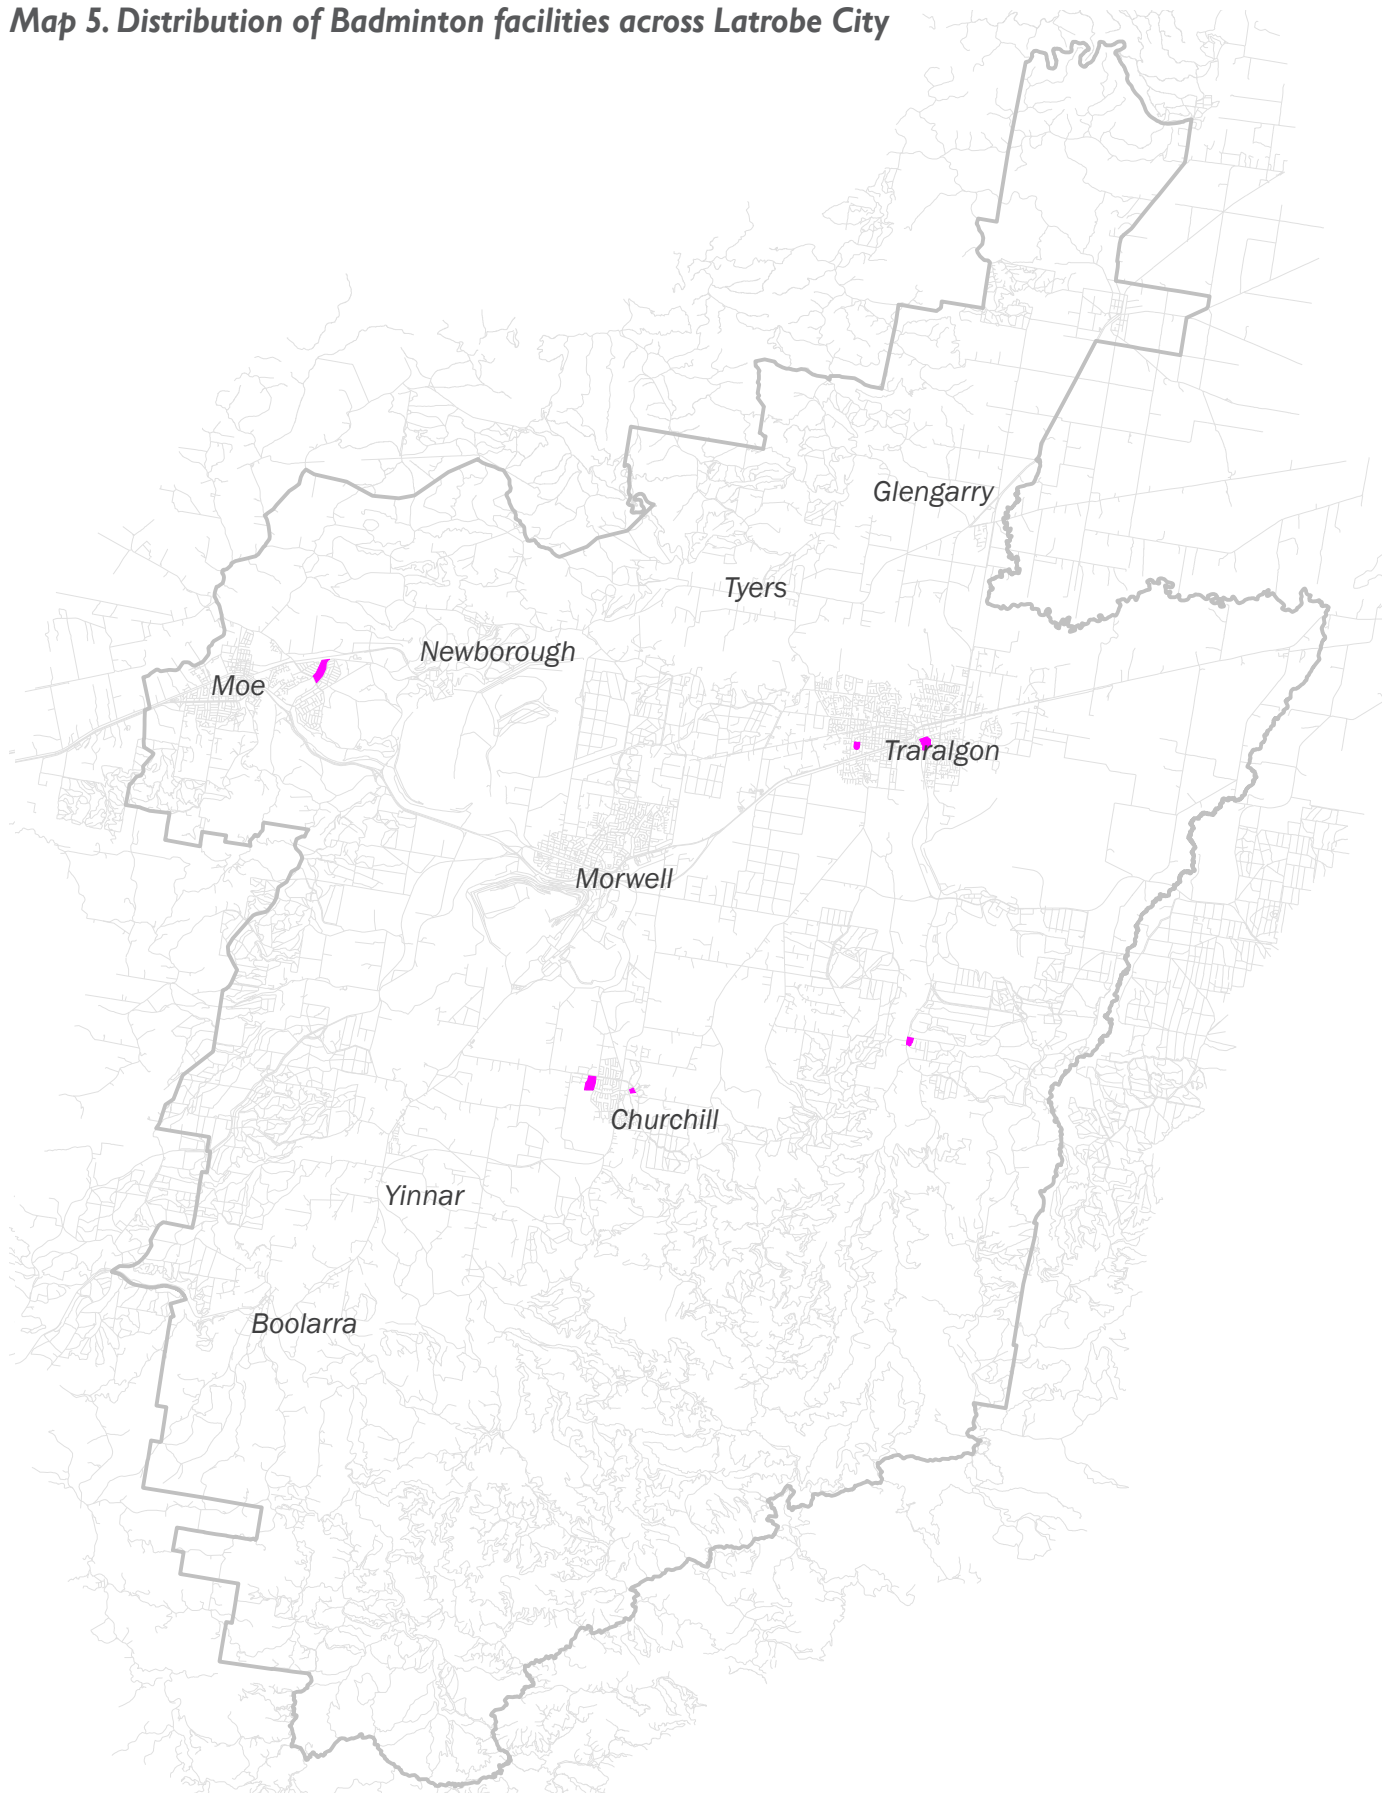 Map 5. Distribution of Badminton facilities across Latrobe City
Glengarry
Tyers
Newborough
Moe
Traralgon
Morwell
Churchill
Yinnar
Boolarra